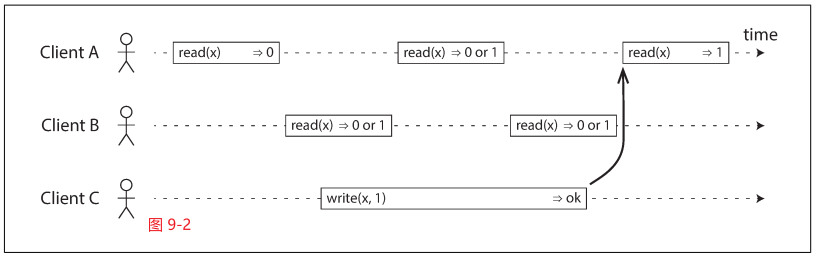 time
Client A read(x) ⇒ 0 read(x) ⇒ 0 or 1 read(x) ⇒ 1
Client B read(x) ⇒ 0 or 1 read(x) ⇒ 0 or 1
Client C write(x, 1) ⇒ ok
图 9-2